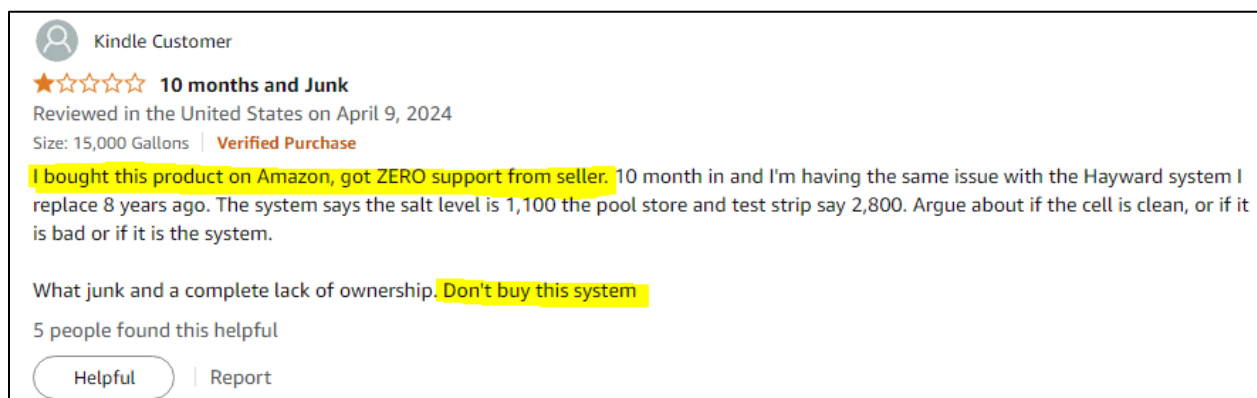 Kindle Customer
10 months and Junk
Reviewed in the United States on April 9, 2024
Size: 15,000 Gallons | Verified Purchase
I bought this product on Amazon, got ZERO support from seller. 10 month in and I'm having the same issue with the Hayward system I
replace 8 years ago. The system says the salt level is 1,100 the pool store and test strip say 2,800. Argue about if the cell is clean, or if it
is bad or if it is the system.
What junk and a complete lack of ownership. Don't buy this system
5 people found this helpful
Helpful | Report